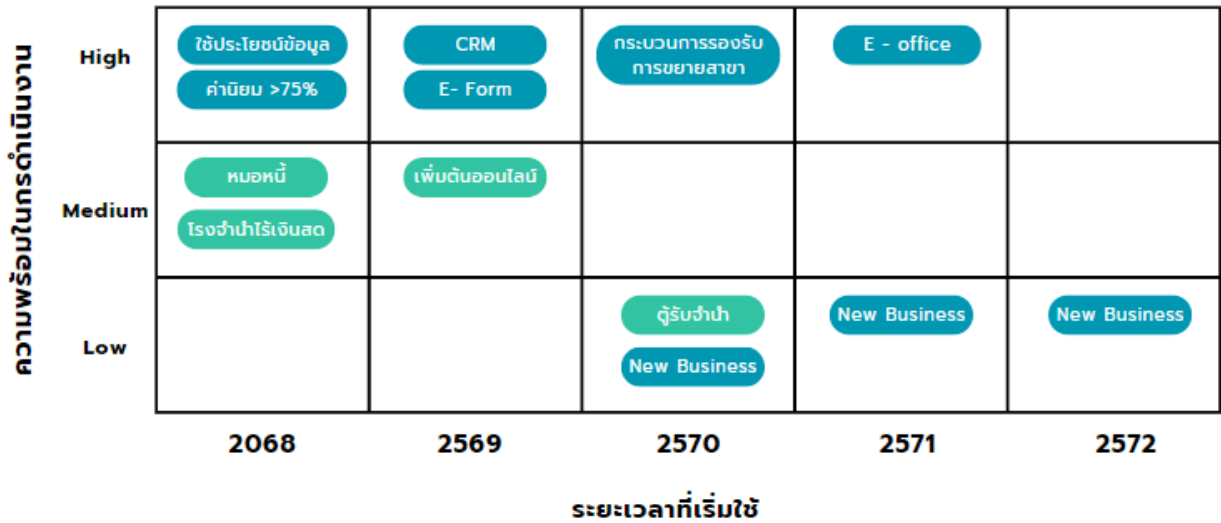 ความพร้อมในการดำเนินงาน
High
ใช้ประโยชน์ข้อมูล
ค่านิยม >75%
CRM
E- Form
กระบวนการรองรับ
การขยายสาขา
E - office
Medium
หมอหนี้
โรงจำนำไร้เงินสด
เพิ่มต้นออนไลน์
Low
ตู้รับจำนำ
New Business
New Business
New Business
2068
2569
2570
2571
2572
ระยะเวลาที่เริ่มใช้